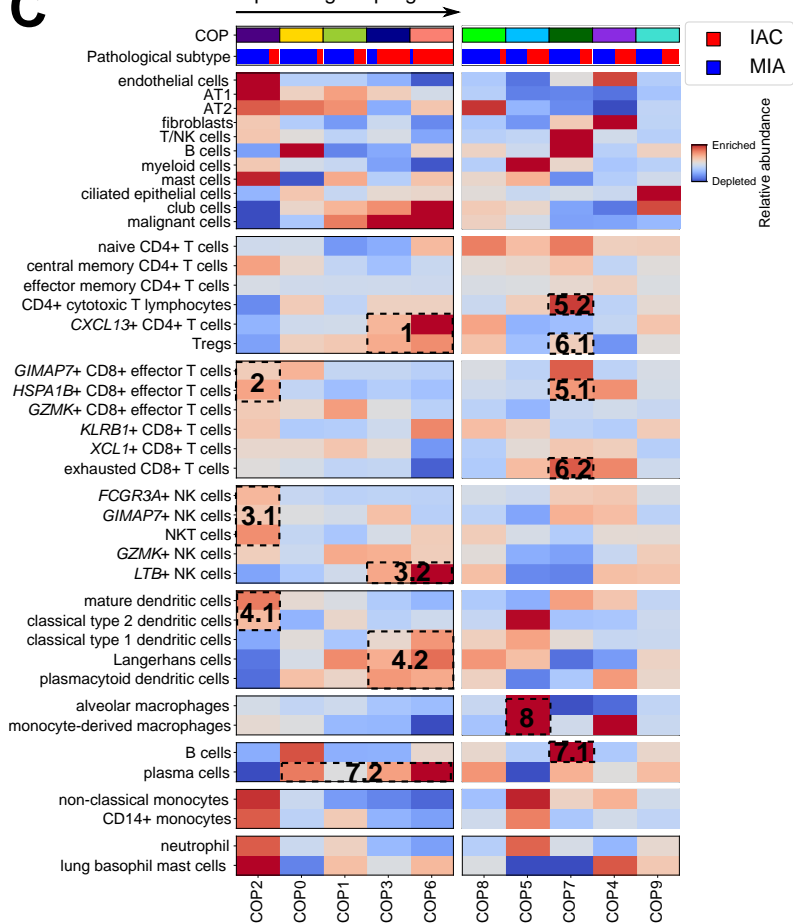 C
COP
Pathological subtype
IAC
MIA
endothelial cells
AT1
AT2
fibroblasts
T/NK cells
B cells
myeloid cells
mast cells
ciliated epithelial cells
club cells
malignant cells
Enriched
Depleted
Relative abundance
naive CD4+ T cells
central memory CD4+ T cells
effector memory CD4+ T cells
CD4+ cytotoxic T lymphocytes
5.2
CXCL13+ CD4+ T cells
1
Tregs
6.1
GIMAP7+ CD8+ effector T cells
2
HSPA1B+ CD8+ effector T cells
5.1
GZMK+ CD8+ effector T cells
KLRB1+ CD8+ T cells
XCL1+ CD8+ T cells
exhausted CD8+ T cells
6.2
FCGR3A+ NK cells
GIMAP7+ NK cells
3.1
NKT cells
GZMK+ NK cells
LTB+ NK cells
3.2
mature dendritic cells
4.1
classical type 2 dendritic cells
classical type 1 dendritic cells
Langerhans cells
4.2
plasmacytoid dendritic cells
alveolar macrophages
8
monocyte-derived macrophages
B cells
7.1
plasma cells
7.2
non-classical monocytes
CD14+ monocytes
neutrophil
lung basophil mast cells
COP2
COP0
COP1
COP3
COP6
COP8
COP5
COP7
COP4
COP9